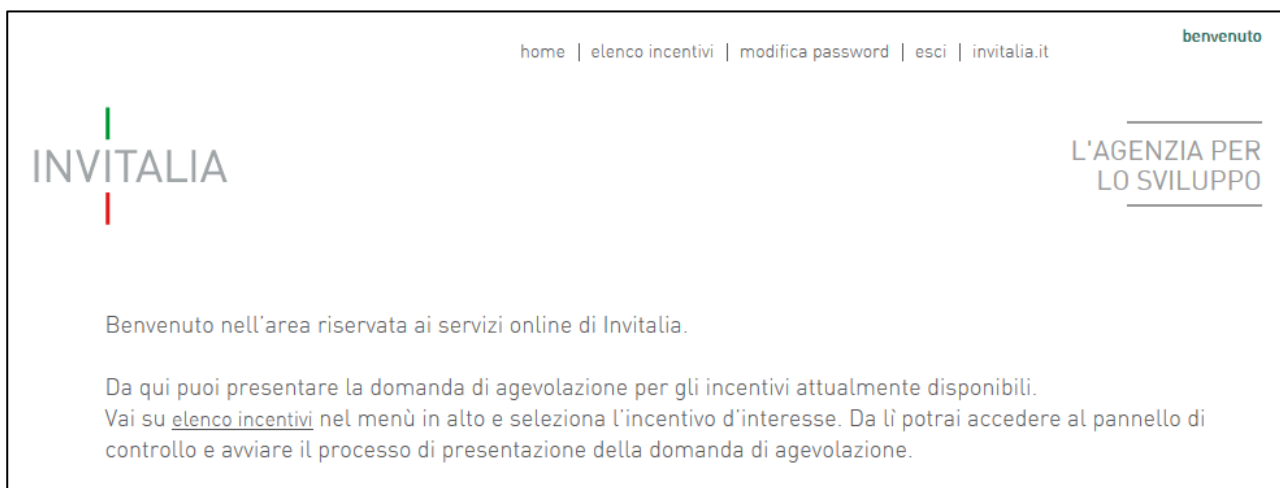 benvenuto
home | elenco incentivi | modifica password | esci | invitalia.it
INVITALIA
L'AGENZIA PER
LO SVILUPPO
Benvenuto nell'area riservata ai servizi online di Invitalia.
Da qui puoi presentare la domanda di agevolazione per gli incentivi attualmente disponibili.
Vai su elenco incentivi nel menù in alto e seleziona l'incentivo d'interesse. Da lì potrai accedere al pannello di
controllo e avviare il processo di presentazione della domanda di agevolazione.